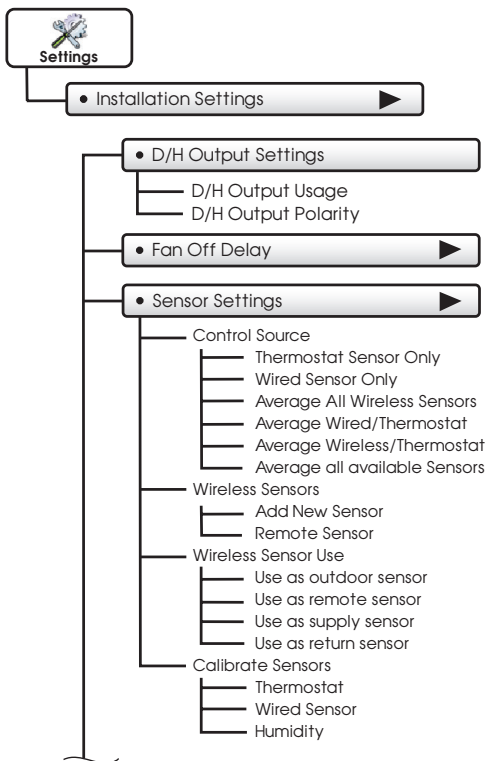 Settings
• Installation Settings
• D/H Output Settings
D/H Output Usage
D/H Output Polarity
• Fan Off Delay
• Sensor Settings
Control Source
Thermostat Sensor Only
Wired Sensor Only
Average All Wireless Sensors
Average Wired/Thermostat
Average Wireless/Thermostat
Average all available Sensors
Wireless Sensors
Add New Sensor
Remote Sensor
Wireless Sensor Use
Use as outdoor sensor
Use as remote sensor
Use as supply sensor
Use as return sensor
Calibrate Sensors
Thermostat
Wired Sensor
Humidity